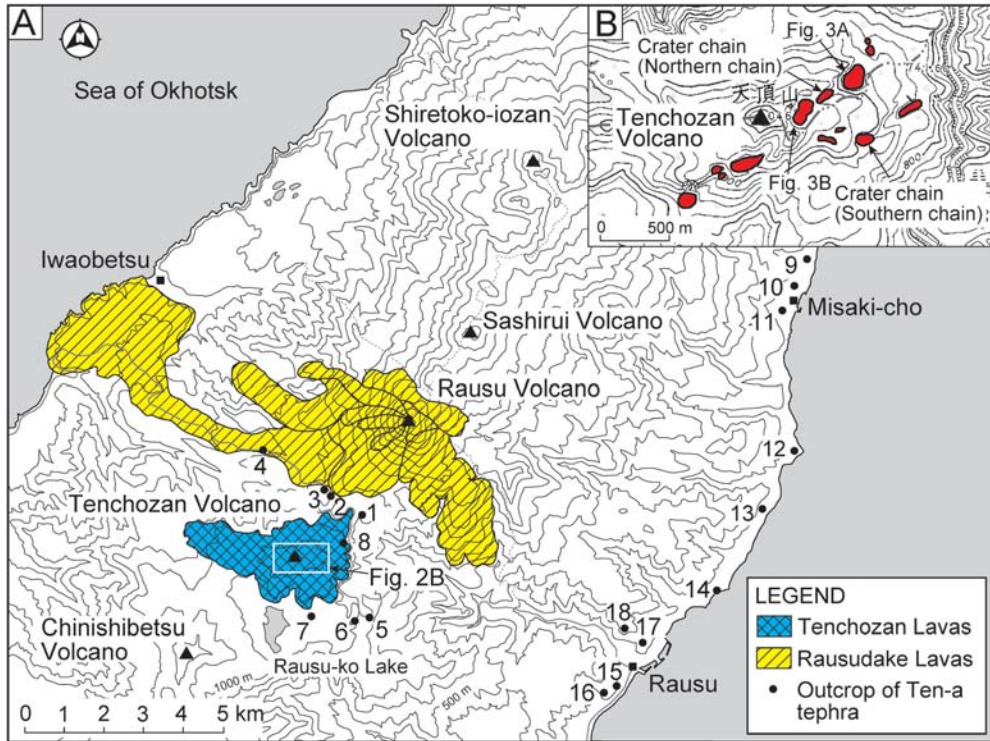 A
N
Sea of Okhotsk
Shiretoko-iozan
Volcano
Iwaobetsu
Sashirui Volcano
Rausu Volcano
4
3
2
1
Tenchozan Volcano
8
Fig. 2B
7
6
5
Chinishibetsu
Volcano
Rausu-ko Lake
1000 m
500 m
0 1 2 3 4 5 km
9
10
Misaki-cho
11
12
13
14
18
17
15
16
Rausu
B
Fig. 3A
Crater chain
(Northern chain)
天頂山
Tenchozan
Volcano
Fig. 3B
800
Crater chain
(Southern chain)
0 500 m
LEGEND
Tenchozan Lavas
Rausudake Lavas
Outcrop of Ten-a
tephra